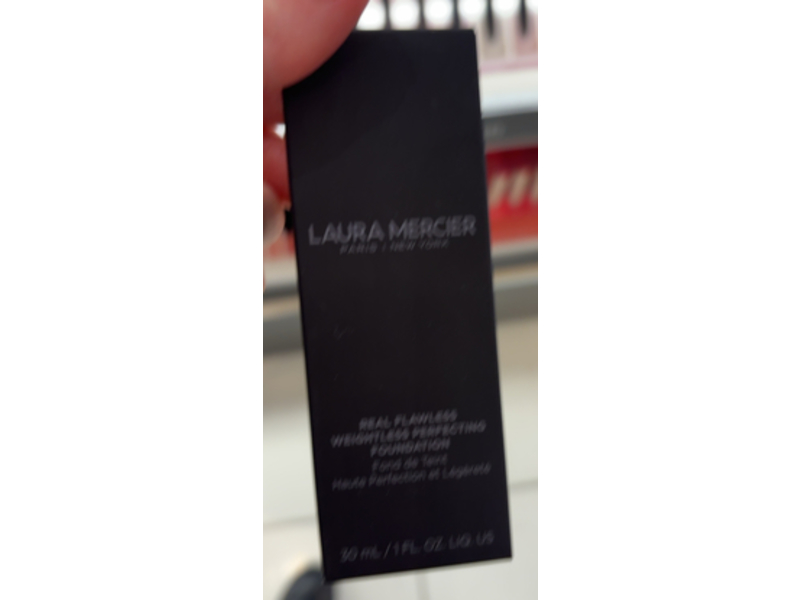 LAURA MERCIER
PARIS / NEW YORK
REAL FLAWLESS
WEIGHTLESS PERFECTING
FOUNDATION
Fond de Teint
Haute Perfection et Légèreté
30 mL / 1 FL. OZ. LIQ. US